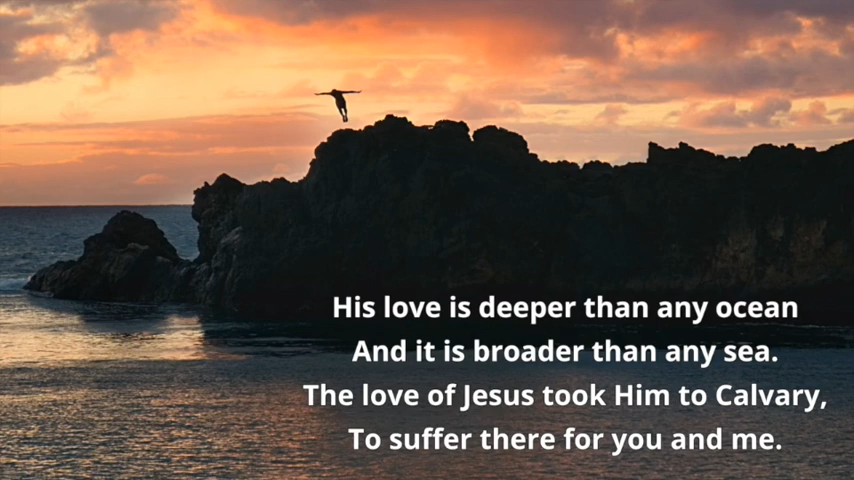 His love is deeper than any ocean
And it is broader than any sea.
The love of Jesus took Him to Calvary,
To suffer there for you and me.